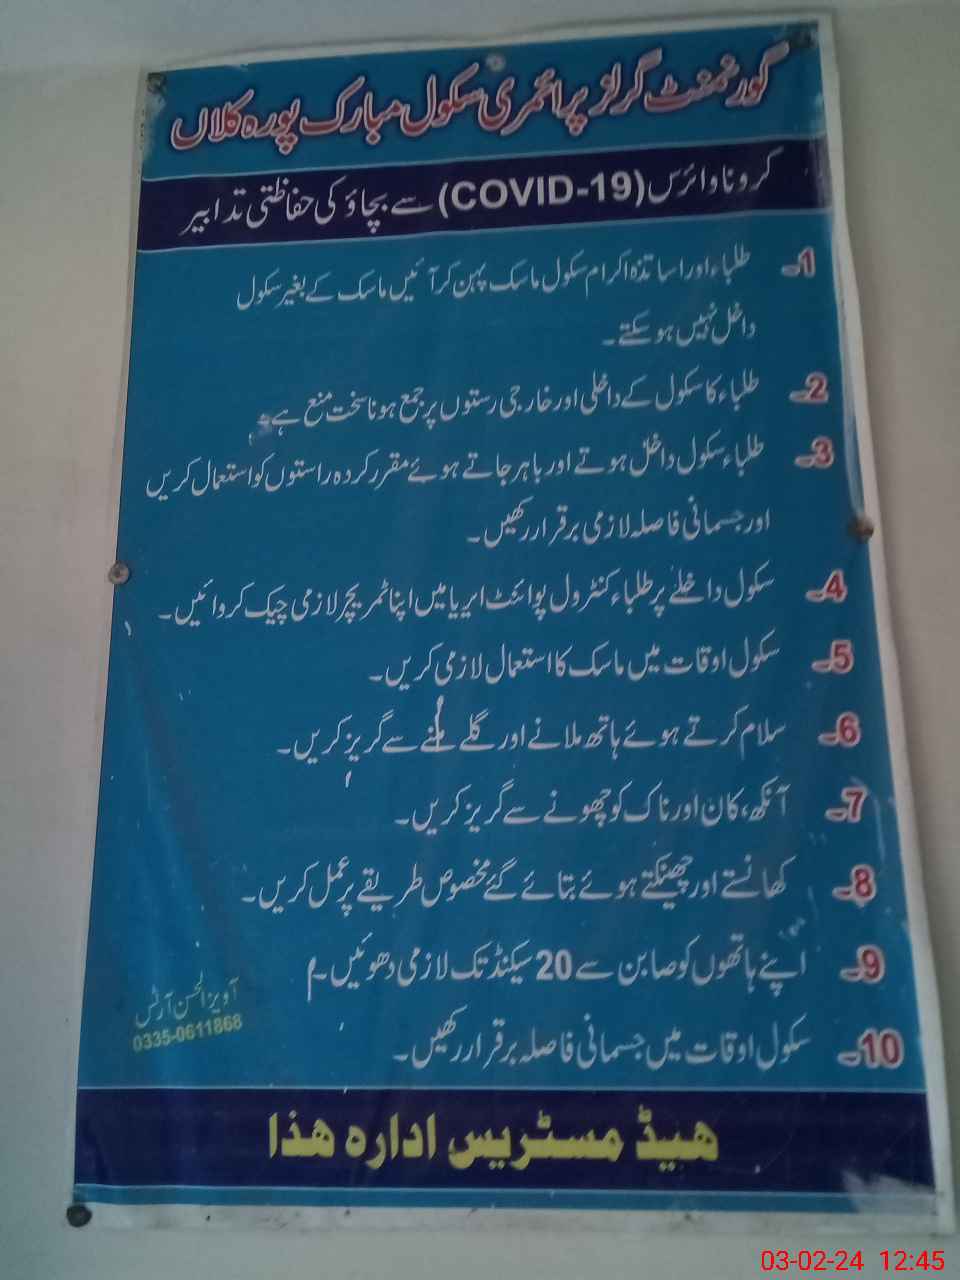 گورنمنٹ گرلز پرائمری سکول مبارک پورہ کلاں
کرونا وائرس (COVID-19) سے بچاؤ کی حفاظتی تدابیر
1۔ طلباء اور اساتذہ اکرام سکول ماسک پہن کر آئیں ماسک کے بغیر سکول
داخل نہیں ہو سکتے۔
2۔ طلباء کا سکول کے داخلی اور خارجی رستوں پر جمع ہونا سخت منع ہے۔
3۔ طلباء سکول داخل ہوتے اور باہر جاتے ہوئے مقرر کردہ راستوں کو استعمال کریں
اور جسمانی فاصلہ لازمی برقرار رکھیں۔
4۔ سکول داخلے پر طلباء کنٹرول پوائنٹ ایریا میں اپنا ٹمپریچر لازمی چیک کروائیں۔
5۔ سکول اوقات میں ماسک کا استعمال لازمی کریں۔
6۔ سلام کرتے ہوئے ہاتھ ملانے اور گلے ملنے سے گریز کریں۔
7۔ آنکھ، کان اور ناک کو چھونے سے گریز کریں۔
8۔ کھانستے اور چھینکتے ہوئے بتائے گئے مخصوص طریقے پر عمل کریں۔
9۔ اپنے ہاتھوں کو صابن سے 20 سیکنڈ تک لازمی دھوئیں۔
10۔ سکول اوقات میں جسمانی فاصلہ برقرار رکھیں۔
آویز الحسن آرٹس
0335-0611868
ھیڈ مسٹریس ادارہ ھذا
03-02-24 12:45